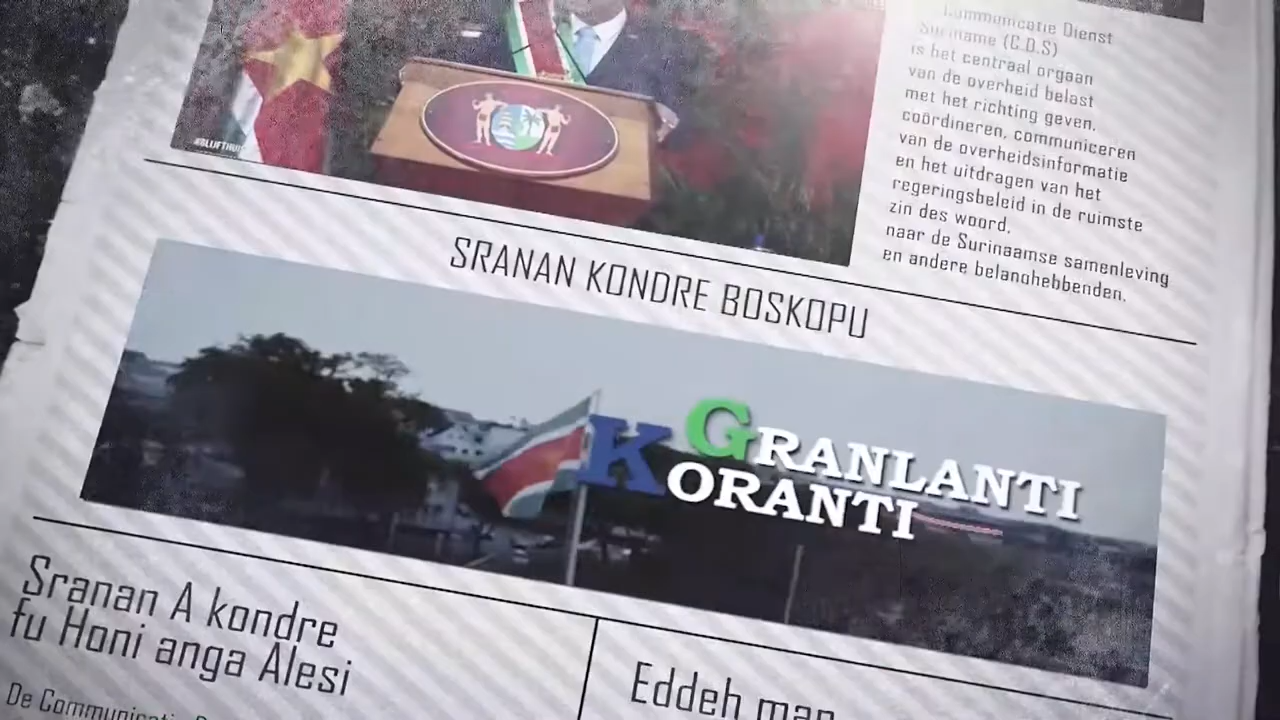 Communicatie Dienst
Suriname (C.D.S)
is het centraal orgaan
van de overheid belast
met het richting geven,
coördineren, communiceren
van de overheidsinformatie
en het uitdragen van het
regeringsbeleid in de ruimste
zin des woord,
naar de Surinaamse samenleving
en andere belanghebbenden.
SRANAN KONDRE BOSKOPU
GRANLANTI
KORANTI
Sranan A kondre
fu Honi anga Alesi
De Communicatie
Eddeh man